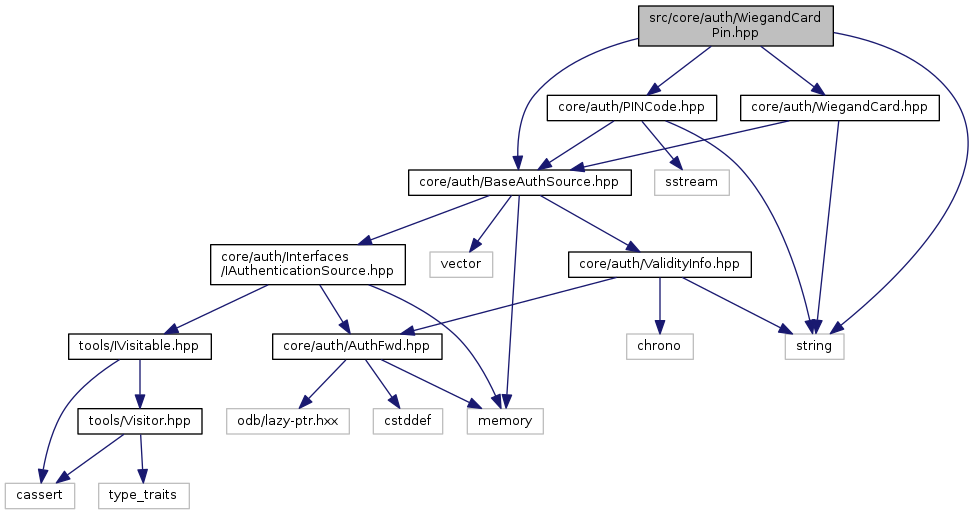 src/core/auth/WiegandCard
Pin.hpp
core/auth/PINCode.hpp
core/auth/WiegandCard.hpp
core/auth/BaseAuthSource.hpp
sstream
core/auth/Interfaces
/IAuthenticationSource.hpp
vector
core/auth/ValidityInfo.hpp
tools/IVisitable.hpp
core/auth/AuthFwd.hpp
chrono
string
tools/Visitor.hpp
odb/lazy-ptr.hxx
cstddef
memory
cassert
type_traits